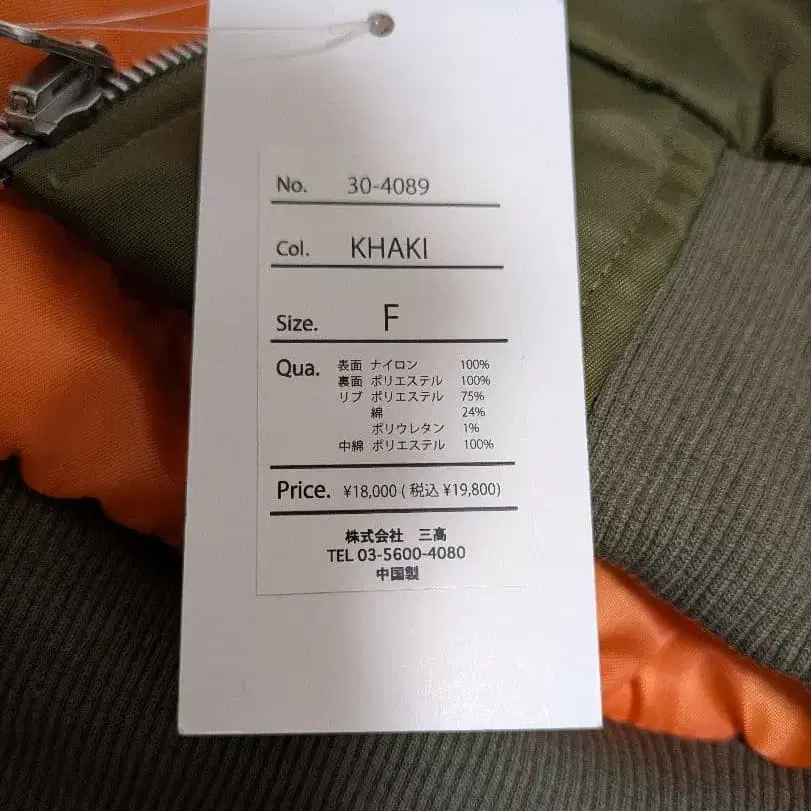 No. 30-4089
Col. KHAKI
Size. F
Qua. 表面 ナイロン 100%
裏面 ポリエステル 100%
リブ ポリエステル 75%
綿 24%
ポリウレタン 1%
中綿 ポリエステル 100%
Price. ¥18,000 ( 税込 ¥19,800)
株式会社 三高
TEL 03-5600-4080
中国製